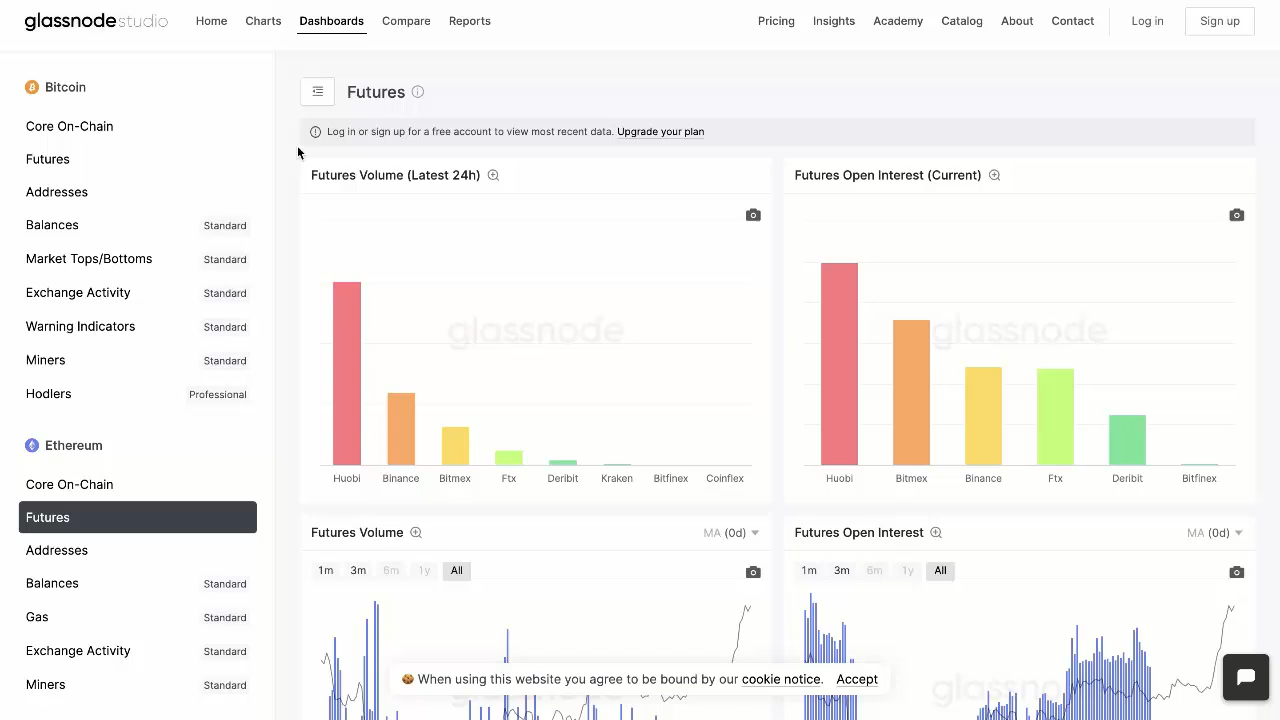 glassnode studio Home Charts Dashboards Compare Reports Pricing Insights Academy Catalog About Contact Log in Sign up
Bitcoin
Core On-Chain
Futures
Addresses
Balances Standard
Market Tops/Bottoms Standard
Exchange Activity Standard
Warning Indicators Standard
Miners Standard
Hodlers Professional
Ethereum
Core On-Chain
Futures
Addresses
Balances Standard
Gas Standard
Exchange Activity Standard
Miners Standard
Futures
Log in or sign up for a free account to view most recent data. Upgrade your plan
Futures Volume (Latest 24h)
glassnode
Huobi Binance Bitmex Ftx Deribit Kraken Bitfinex Coinflex
Futures Open Interest (Current)
glassnode
Huobi Bitmex Binance Ftx Deribit Bitfinex
Futures Volume MA (0d)
1m 3m 6m 1y All
Futures Open Interest MA (0d)
1m 3m 6m 1y All
glassnode
When using this website you agree to be bound by our cookie notice. Accept